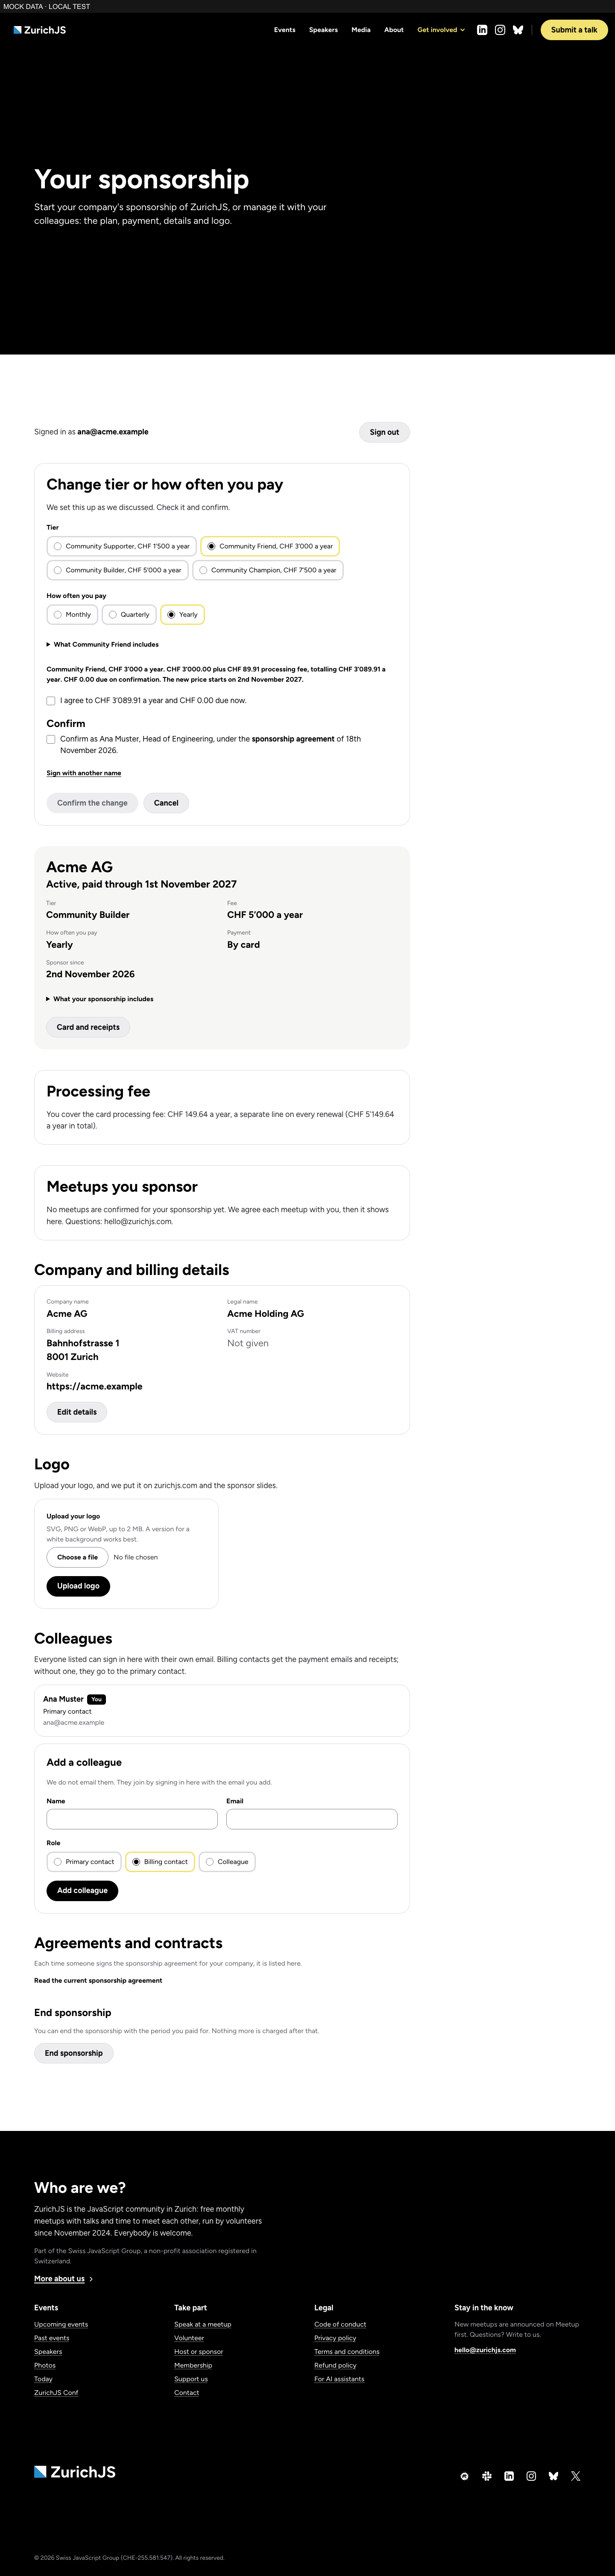 MOCK DATA · LOCAL TEST
ZurichJS
Events
Speakers
Media
About
Get involved
Submit a talk
Your sponsorship
Start your company's sponsorship of ZurichJS, or manage it with your
colleagues: the plan, payment, details and logo.
Signed in as ana@acme.example
Sign out
Change tier or how often you pay
We set this up as we discussed. Check it and confirm.
Tier
Community Supporter, CHF 1'500 a year
Community Friend, CHF 3'000 a year
Community Builder, CHF 5'000 a year
Community Champion, CHF 7'500 a year
How often you pay
Monthly
Quarterly
Yearly
What Community Friend includes
Community Friend, CHF 3'000 a year. CHF 3'000.00 plus CHF 89.91 processing fee, totalling CHF 3'089.91 a
year. CHF 0.00 due on confirmation. The new price starts on 2nd November 2027.
I agree to CHF 3'089.91 a year and CHF 0.00 due now.
Confirm
Confirm as Ana Muster, Head of Engineering, under the sponsorship agreement of 18th
November 2026.
Sign with another name
Confirm the change
Cancel
Acme AG
Active, paid through 1st November 2027
Tier
Community Builder
Fee
CHF 5'000 a year
How often you pay
Yearly
Payment
By card
Sponsor since
2nd November 2026
What your sponsorship includes
Card and receipts
Processing fee
You cover the card processing fee: CHF 149.64 a year, a separate line on every renewal (CHF 5'149.64
a year in total).
Meetups you sponsor
No meetups are confirmed for your sponsorship yet. We agree each meetup with you, then it shows
here. Questions: hello@zurichjs.com.
Company and billing details
Company name
Acme AG
Legal name
Acme Holding AG
Billing address
Bahnhofstrasse 1
8001 Zurich
VAT number
Not given
Website
https://acme.example
Edit details
Logo
Upload your logo, and we put it on zurichjs.com and the sponsor slides.
Upload your logo
SVG, PNG or WebP, up to 2 MB. A version for a
white background works best.
Choose a file
No file chosen
Upload logo
Colleagues
Everyone listed can sign in here with their own email. Billing contacts get the payment emails and receipts;
without one, they go to the primary contact.
Ana Muster
You
Primary contact
ana@acme.example
Add a colleague
We do not email them. They join by signing in here with the email you add.
Name
Email
Role
Primary contact
Billing contact
Colleague
Add colleague
Agreements and contracts
Each time someone signs the sponsorship agreement for your company, it is listed here.
Read the current sponsorship agreement
End sponsorship
You can end the sponsorship with the period you paid for. Nothing more is charged after that.
End sponsorship
Who are we?
ZurichJS is the JavaScript community in Zurich: free monthly
meetups with talks and time to meet each other, run by volunteers
since November 2024. Everybody is welcome.
Part of the Swiss JavaScript Group, a non-profit association registered in
Switzerland.
More about us
Events
Upcoming events
Past events
Speakers
Photos
Today
ZurichJS Conf
Take part
Speak at a meetup
Volunteer
Host or sponsor
Membership
Support us
Contact
Legal
Code of conduct
Privacy policy
Terms and conditions
Refund policy
For AI assistants
Stay in the know
New meetups are announced on Meetup
first. Questions? Write to us.
hello@zurichjs.com
ZurichJS
© 2026 Swiss JavaScript Group (CHE-255.581.547). All rights reserved.